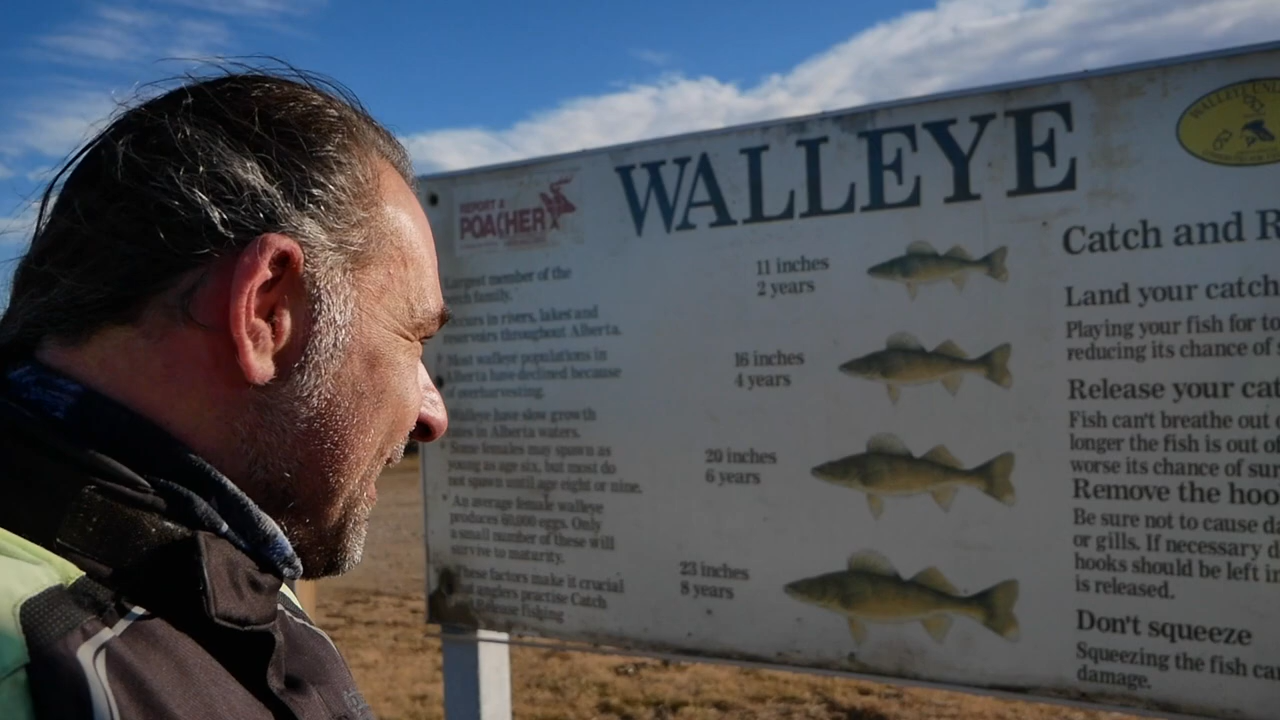 REPORT A
POACHER
WALLEYE
Largest member of the
family.
Occurs in rivers, lakes and
reservoirs throughout Alberta.
Most walleye populations in
Alberta have declined because
of overharvesting.
Walleye have slow growth
in Alberta waters.
Some females may spawn as
young as age six, but most do
not spawn until age eight or nine.
An average female walleye
produces 60,000 eggs. Only
a small number of these will
survive to maturity.
These factors make it crucial
anglers practise Catch
Release fishing
11 inches
2 years
16 inches
4 years
20 inches
6 years
23 inches
8 years
Catch and R
Land your catch
Playing your fish for to
reducing its chance of s
Release your cat
Fish can't breathe out
longer the fish is out of
worse its chance of sur
Remove the hoo
Be sure not to cause d
or gills. If necessary d
hooks should be left in
is released.
Don't squeeze
Squeezing the fish ca
damage.